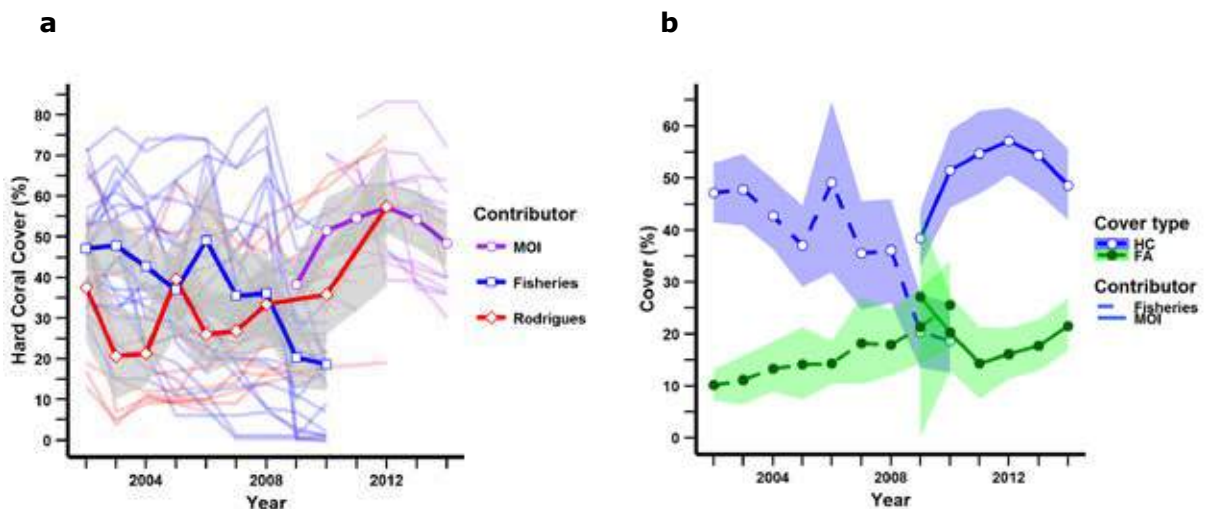 a
Hard Coral Cover (%)
80
70
60
50
40
30
20
10
0
2004
2008
2012
Year
Contributor
MOI
Fisheries
Rodrigues
b
Cover (%)
60
50
40
30
20
10
0
2004
2008
2012
Year
Cover type
HC
FA
Contributor
Fisheries
MOI